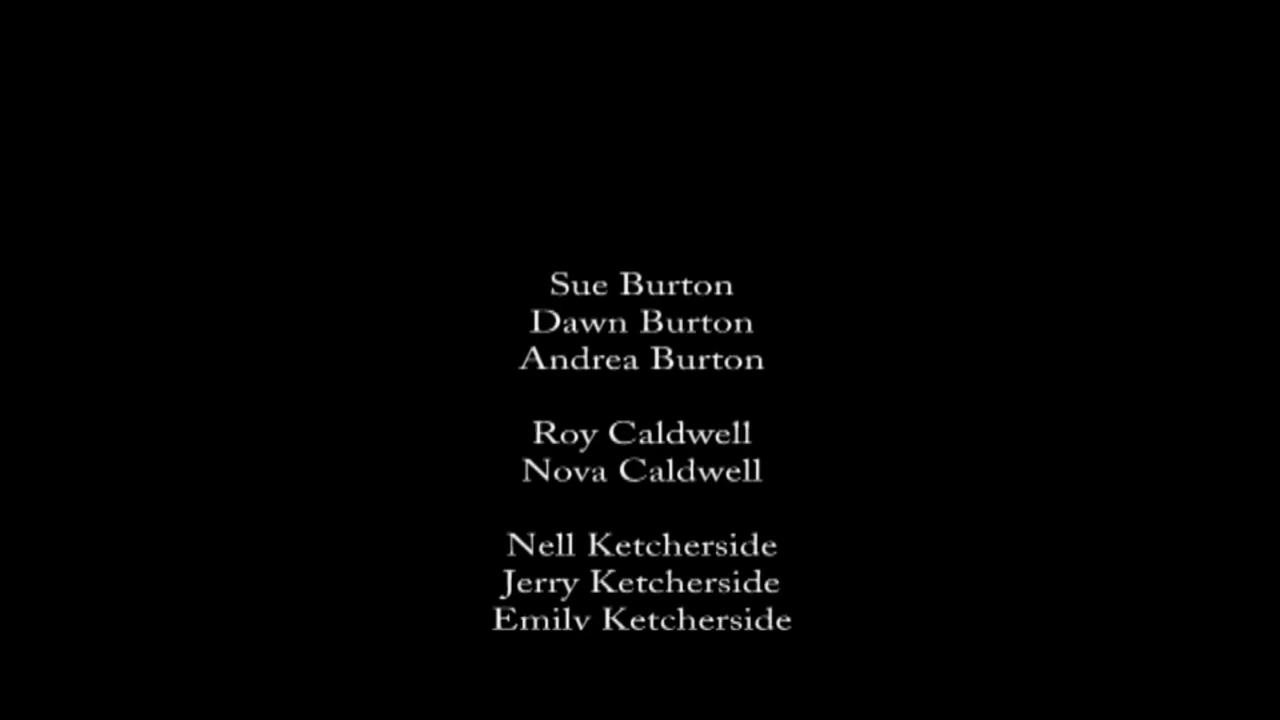 Sue Burton
Dawn Burton
Andrea Burton
Roy Caldwell
Nova Caldwell
Nell Ketcherside
Jerry Ketcherside
Emily Ketcherside